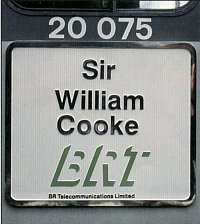 20 075
Sir
William
Cooke
BRT
BR Telecommunications Limited